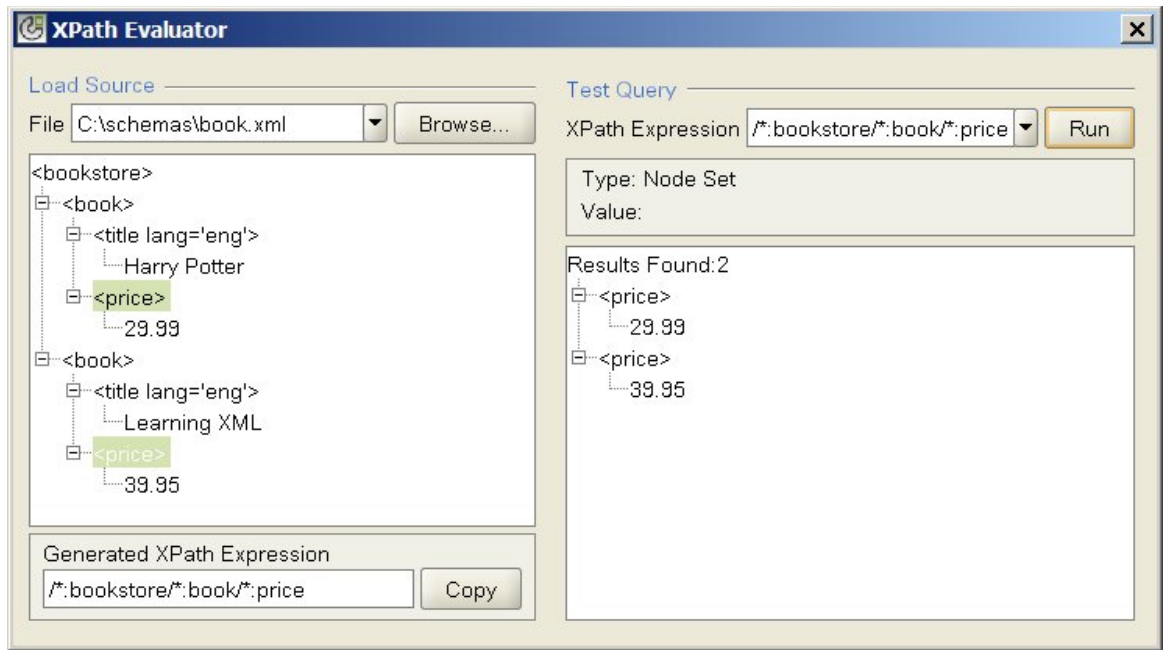 XPath Evaluator
Load Source
File C:\schemas\book.xml Browse...
<bookstore>
<book>
<title lang='eng'>
Harry Potter
<price>
29.99
<book>
<title lang='eng'>
Learning XML
<price>
39.95
Generated XPath Expression
/*:bookstore/*:book/*:price Copy
Test Query
XPath Expression /*:bookstore/*:book/*:price Run
Type: Node Set
Value:
Results Found:2
<price>
29.99
<price>
39.95